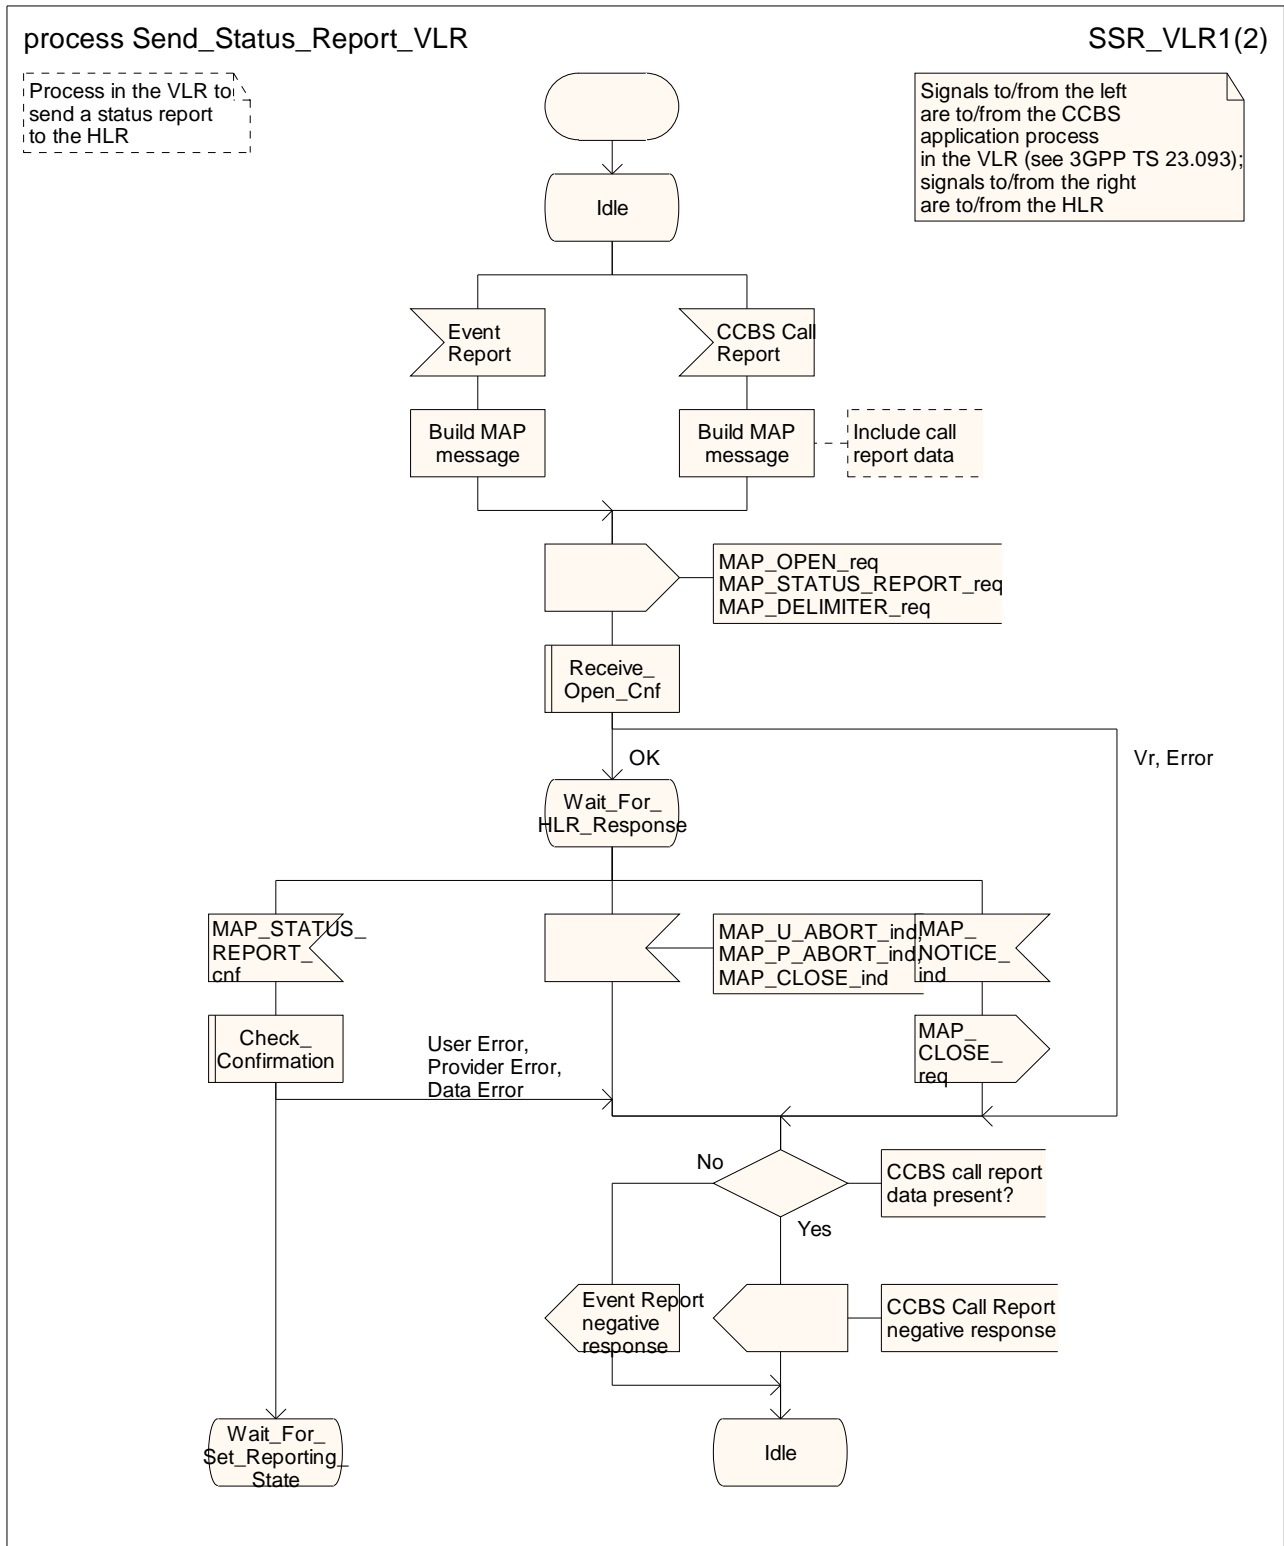 process Send_Status_Report_VLR
SSR_VLR1(2)
Process in the VLR to
send a status report
to the HLR
Signals to/from the left
are to/from the CCBS
application process
in the VLR (see 3GPP TS 23.093);
signals to/from the right
are to/from the HLR
Idle
Event
Report
CCBS Call
Report
Build MAP
message
Build MAP
message
Include call
report data
MAP_OPEN_req
MAP_STATUS_REPORT_req
MAP_DELIMITER_req
Receive_
Open_Cnf
OK
Vr, Error
Wait_For_
HLR_Response
MAP_STATUS_
REPORT_
cnf
MAP_U_ABORT_ind,
MAP_P_ABORT_ind,
MAP_CLOSE_ind
MAP_
NOTICE_
ind
Check_
Confirmation
User Error,
Provider Error,
Data Error
MAP_
CLOSE_
req
No
CCBS call report
data present?
Yes
Event Report
negative
response
CCBS Call Report
negative response
Wait_For_
Set_Reporting_
State
Idle